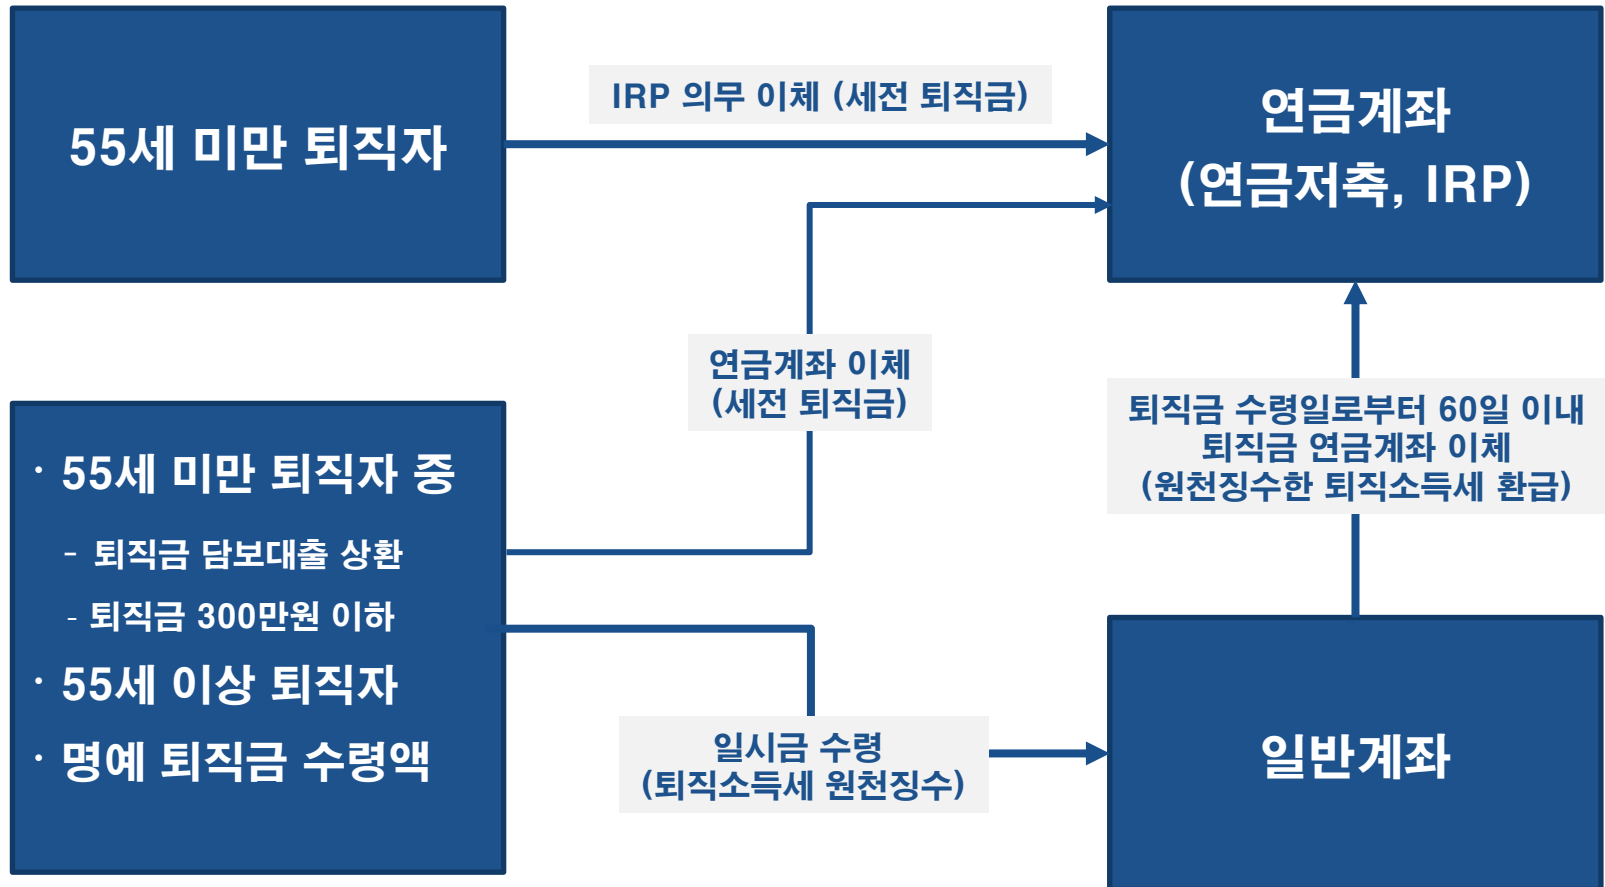 55세 미만 퇴직자
IRP 의무 이체 (세전 퇴직금)
연금계좌
(연금저축, IRP)
연금계좌 이체
(세전 퇴직금)
퇴직금 수령일로부터 60일 이내
퇴직금 연금계좌 이체
(원천징수한 퇴직소득세 환급)
· 55세 미만 퇴직자 중
- 퇴직금 담보대출 상환
- 퇴직금 300만원 이하
· 55세 이상 퇴직자
· 명예 퇴직금 수령액
일시금 수령
(퇴직소득세 원천징수)
일반계좌